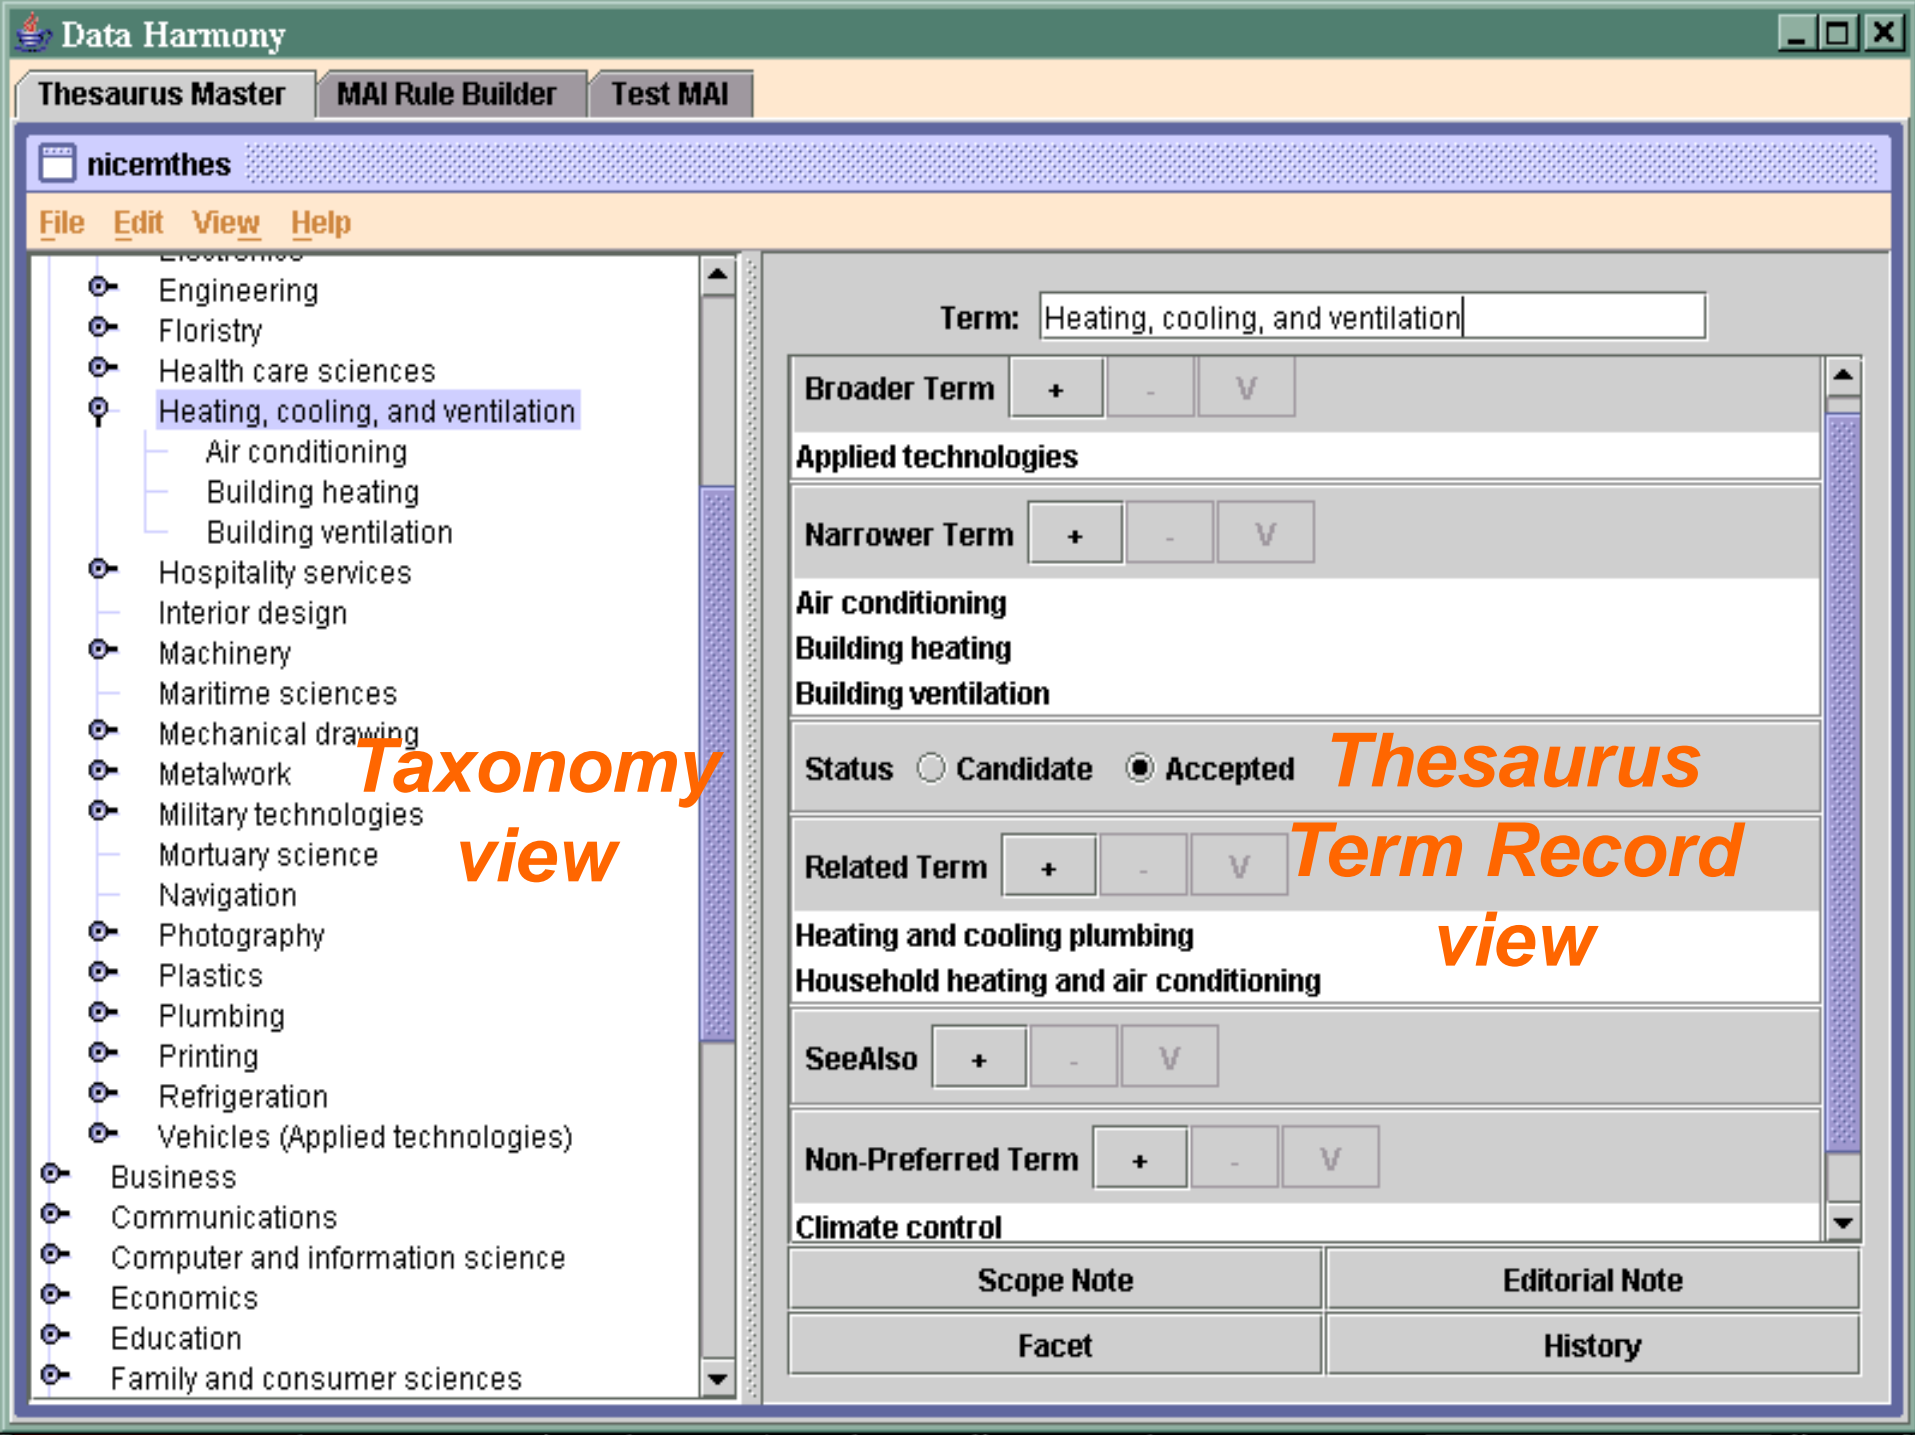 Data Harmony
Thesaurus Master
MAI Rule Builder
Test MAI
nicemthes
File Edit View Help
Electronics
Engineering
Floristry
Health care sciences
Heating, cooling, and ventilation
Air conditioning
Building heating
Building ventilation
Hospitality services
Interior design
Machinery
Maritime sciences
Mechanical drawing
Metalwork
Military technologies
Mortuary science
Navigation
Photography
Plastics
Plumbing
Printing
Refrigeration
Vehicles (Applied technologies)
Business
Communications
Computer and information science
Economics
Education
Family and consumer sciences
Taxonomy
view
Term: Heating, cooling, and ventilation
Broader Term + - V
Applied technologies
Narrower Term + - V
Air conditioning
Building heating
Building ventilation
Status Candidate Accepted
Related Term + - V
Heating and cooling plumbing
Household heating and air conditioning
SeeAlso + - V
Non-Preferred Term + - V
Climate control
Scope Note
Editorial Note
Facet
History
Thesaurus
Term Record
view